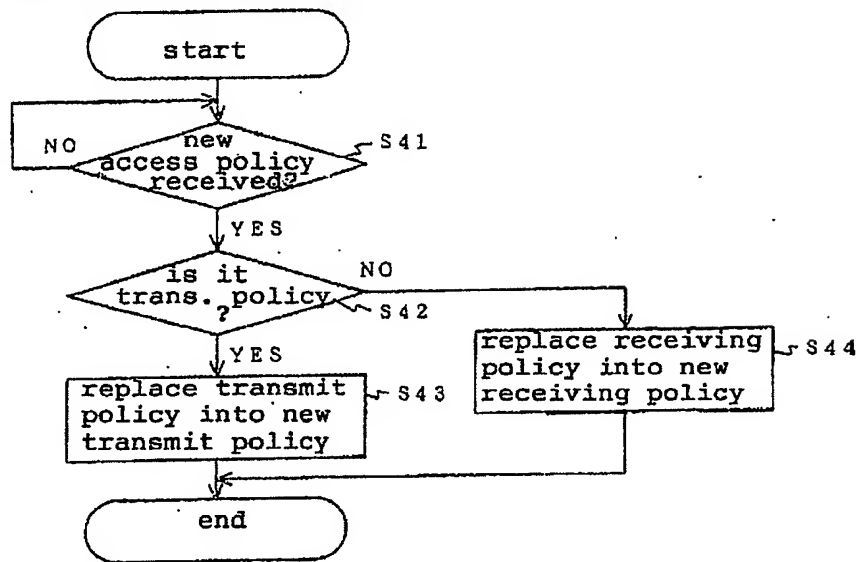 start
NO
new
access policy
received?
S41
YES
is it
trans. policy
?
NO
S42
YES
replace transmit
policy into new
transmit policy
S43
replace receiving
policy into new
receiving policy
S44
end